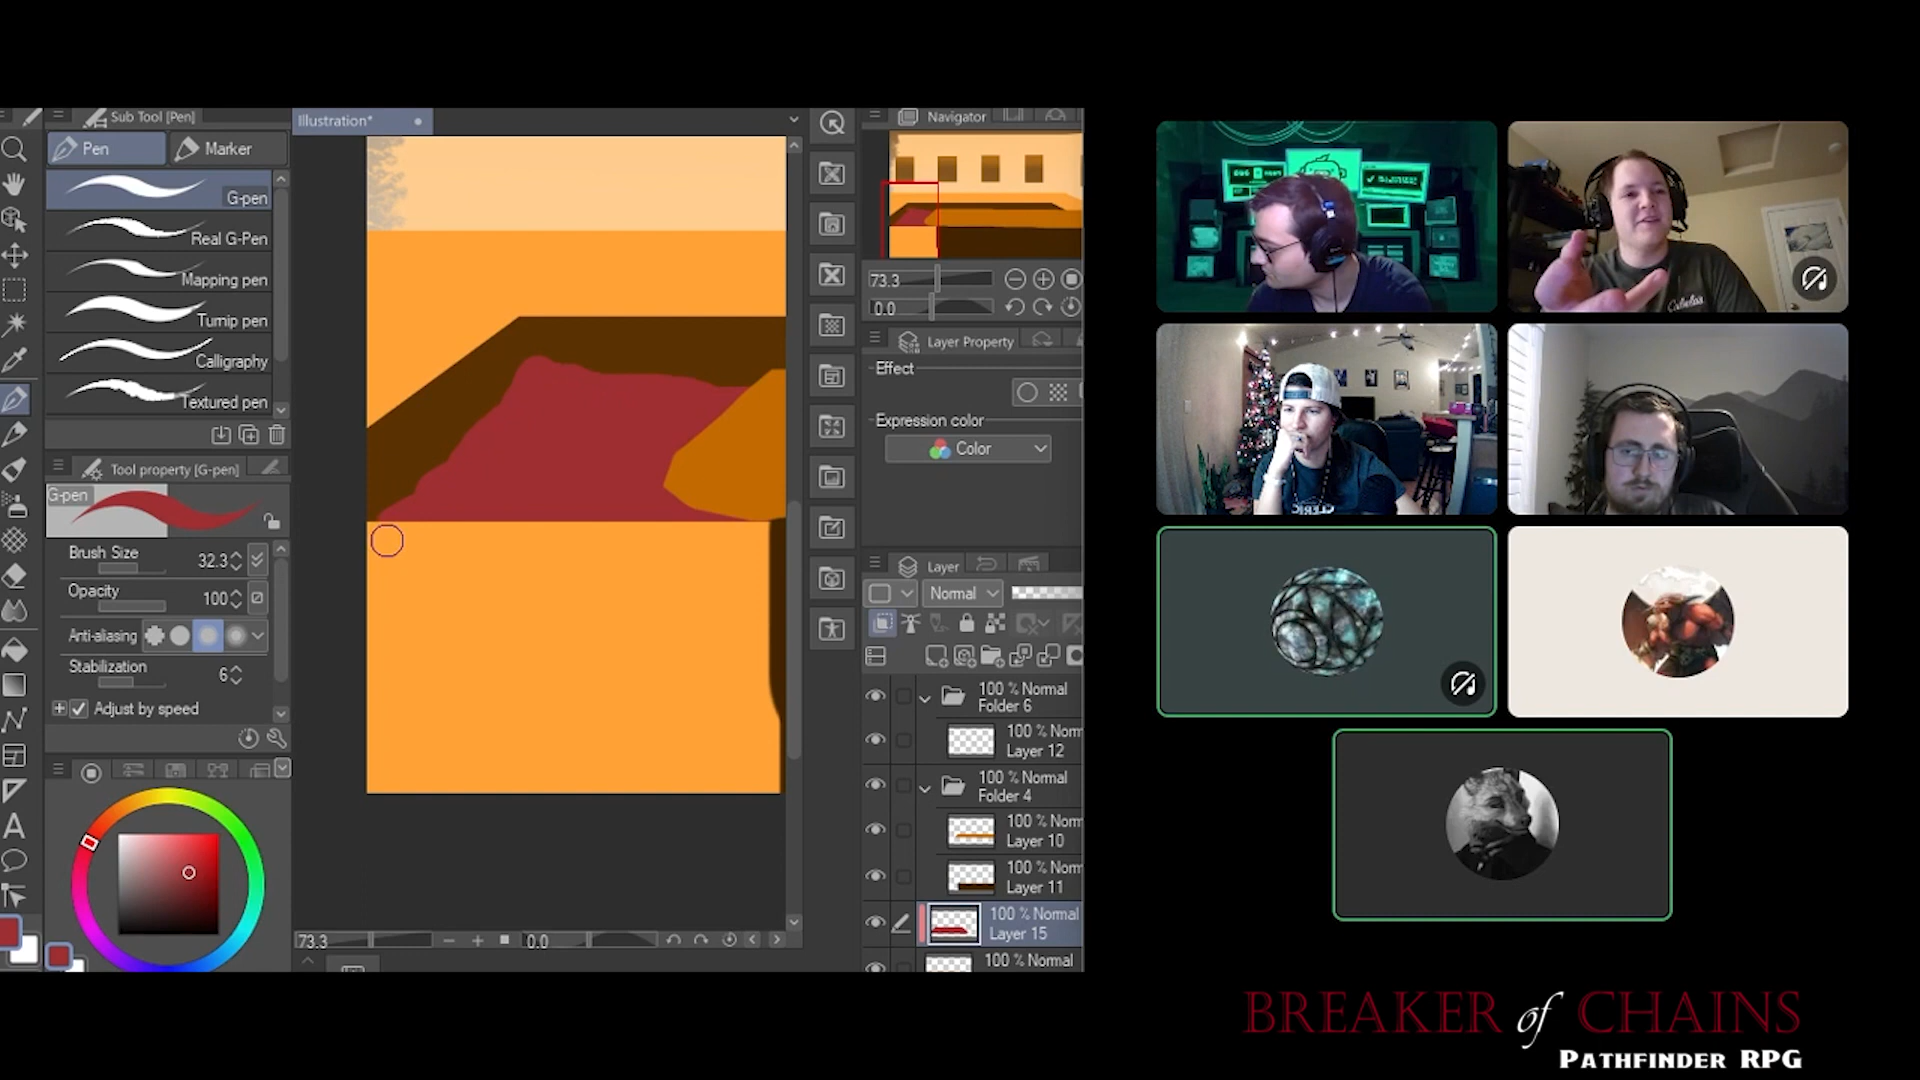 Sub Tool [Pen]
Pen
Marker
G-pen
Real G-Pen
Mapping pen
Turnip pen
Calligraphy
Textured pen
Tool property [G-pen]
G-pen
Brush Size
32.3
Opacity
100
Anti-aliasing
Stabilization
6
Adjust by speed
Illustration*
73.3
0.0
Navigator
73.3
0.0
Layer Property
Effect
Expression color
Color
Layer
Normal
100 % Normal
Folder 6
100 % Norm
Layer 12
100 % Normal
Folder 4
100 % Norm
Layer 10
100 % Norm
Layer 11
100 % Normal
Layer 15
100 % Normal
Cabela's
BREAKER of CHAINS
PATHFINDER RPG